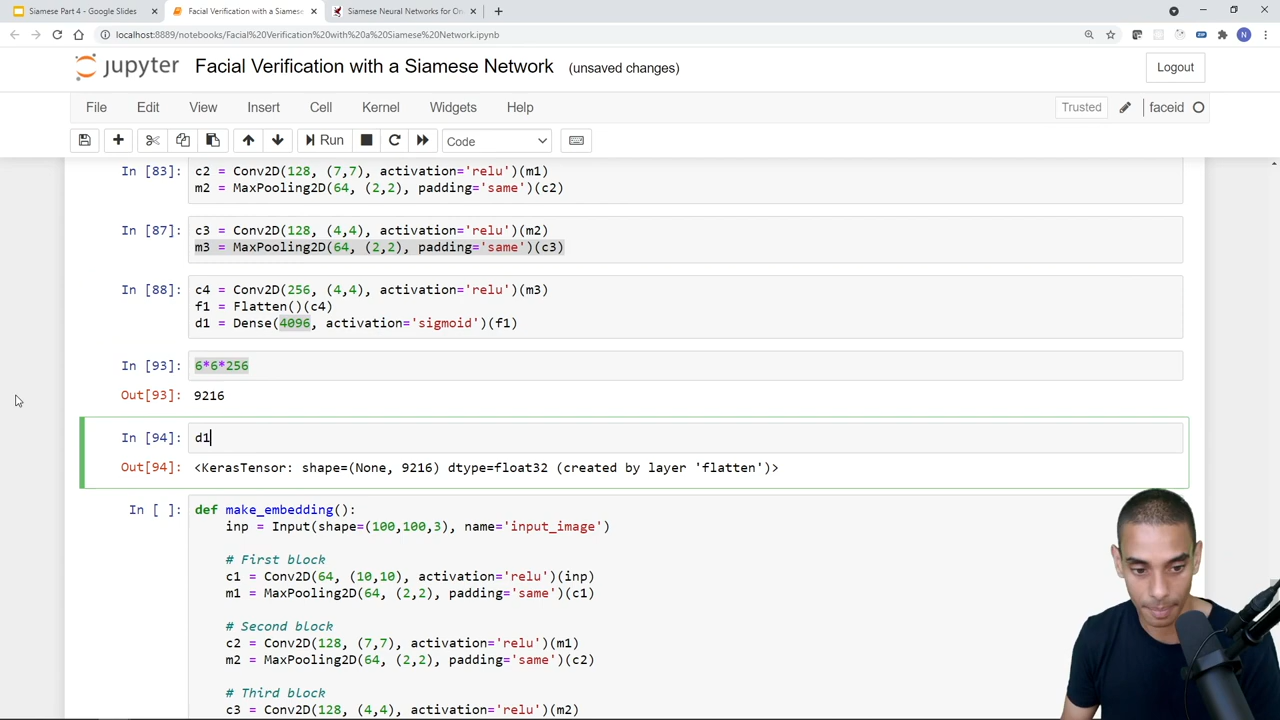 Siamese Part 4 - Google Slides
Facial Verification with a Siamese
Siamese Neural Networks for On
localhost:8889/notebooks/Facial%20Verification%20with%20a%20Siamese%20Network.ipynb
N
jupyter Facial Verification with a Siamese Network (unsaved changes)
Logout
File Edit View Insert Cell Kernel Widgets Help
Trusted faceid
Run Code
In [83]: c2 = Conv2D(128, (7,7), activation='relu')(m1)
m2 = MaxPooling2D(64, (2,2), padding='same')(c2)
In [87]: c3 = Conv2D(128, (4,4), activation='relu')(m2)
m3 = MaxPooling2D(64, (2,2), padding='same')(c3)
In [88]: c4 = Conv2D(256, (4,4), activation='relu')(m3)
f1 = Flatten()(c4)
d1 = Dense(4096, activation='sigmoid')(f1)
In [93]: 6*6*256
Out[93]: 9216
In [94]: d1
Out[94]: <KerasTensor: shape=(None, 9216) dtype=float32 (created by layer 'flatten')>
In [ ]: def make_embedding():
inp = Input(shape=(100,100,3), name='input_image')
# First block
c1 = Conv2D(64, (10,10), activation='relu')(inp)
m1 = MaxPooling2D(64, (2,2), padding='same')(c1)
# Second block
c2 = Conv2D(128, (7,7), activation='relu')(m1)
m2 = MaxPooling2D(64, (2,2), padding='same')(c2)
# Third block
c3 = Conv2D(128, (4,4), activation='relu')(m2)